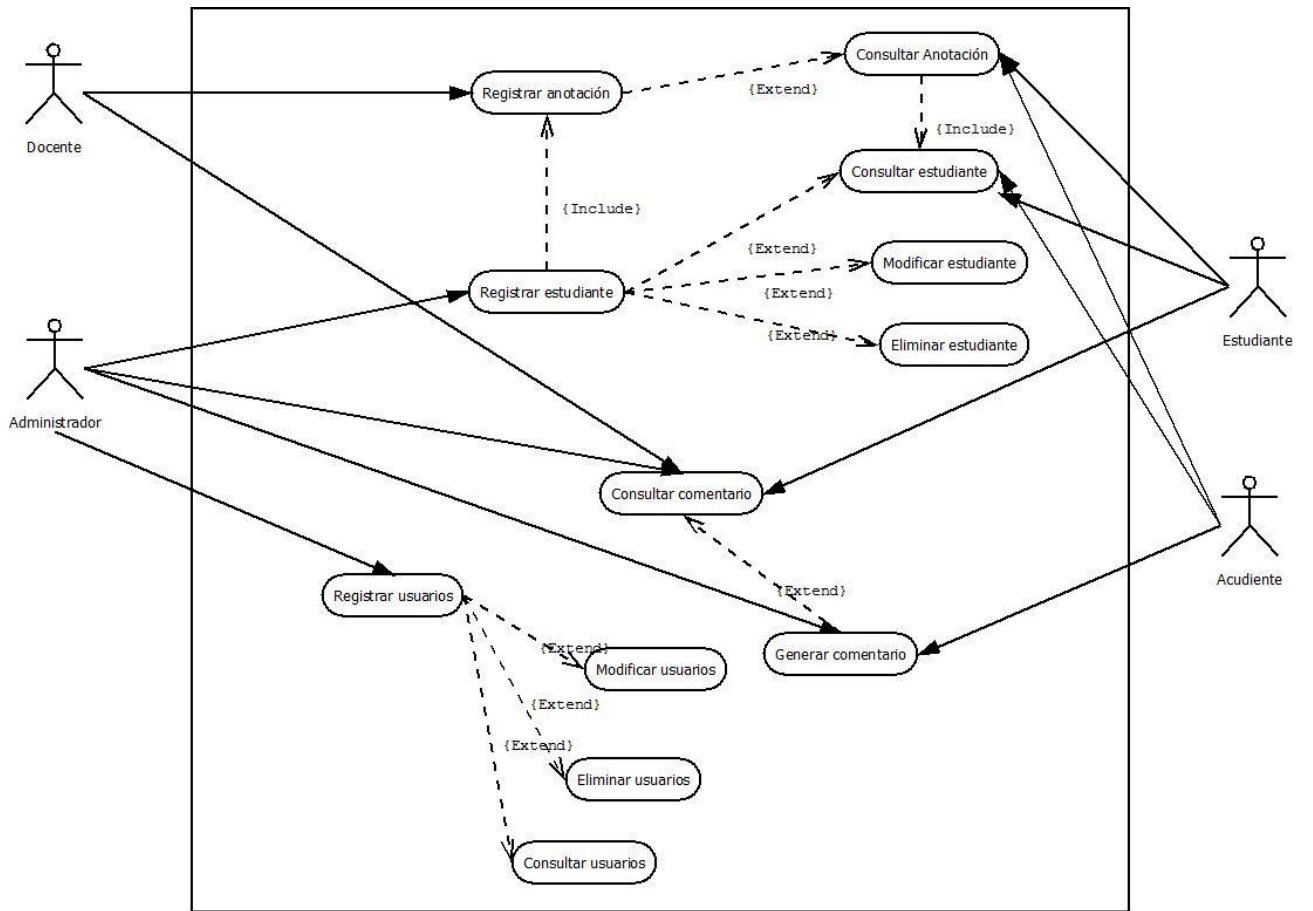 Consultar Anotación
Registrar anotación
{Extend}
Docente
{Include}
Consultar estudiante
{Include}
{Extend}
Modificar estudiante
Registrar estudiante
{Extend}
{Extend}
Eliminar estudiante
Estudiante
Administrador
Consultar comentario
Acudiente
Registrar usuarios
{Extend}
{Extend}
Modificar usuarios
Generar comentario
{Extend}
{Extend}
Eliminar usuarios
Consultar usuarios